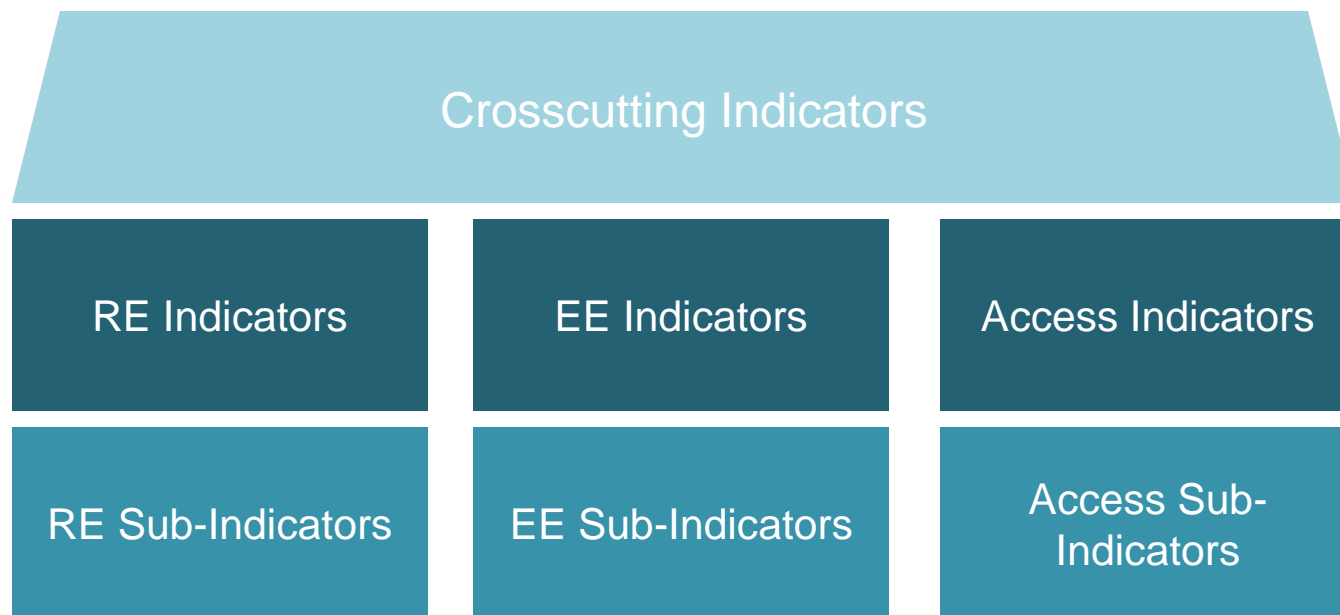 Crosscutting Indicators
RE Indicators
EE Indicators
Access Indicators
RE Sub-Indicators
EE Sub-Indicators
Access Sub-
Indicators